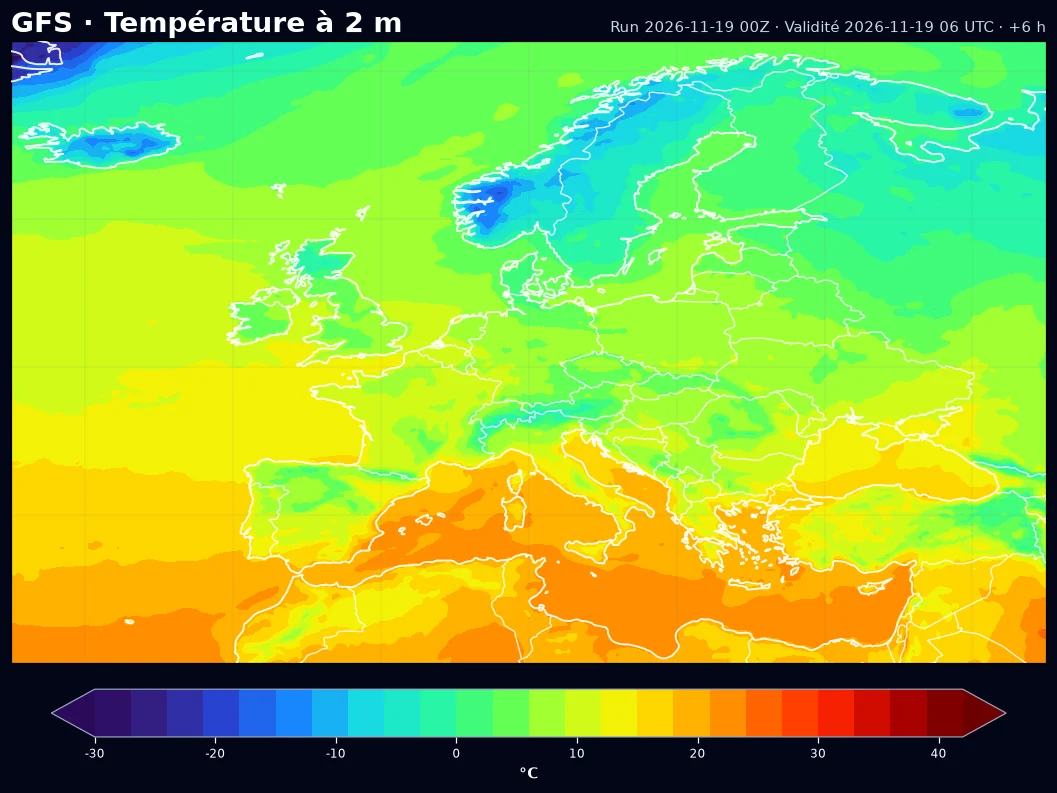 GFS · Température à 2 m
Run 2026-11-19 00Z · Validité 2026-11-19 06 UTC · +6 h
-30 -20 -10 0 10 20 30 40
°C